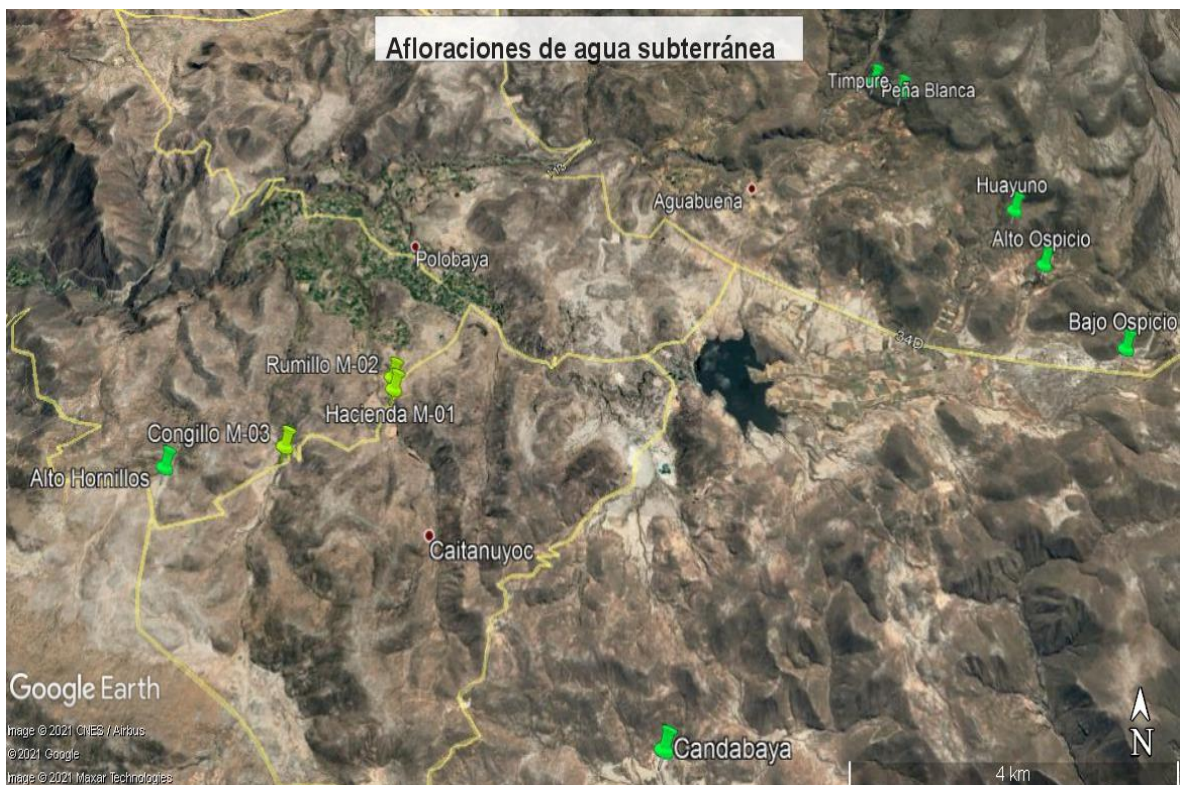 Afloraciones de agua subterránea
Timpure
Peña Blanca
Huayuno
Aguabuena
Alto Ospicio
Polobaya
Bajo Ospicio
34D
Rumillo M-02
Hacienda M-01
Congillo M-03
Alto Hornillos
Caitanuyoc
Google Earth
Image © 2021 CNES / Airbus
©2021 Google
Image © 2021 Maxar Technologies
Candabaya
N
4 km